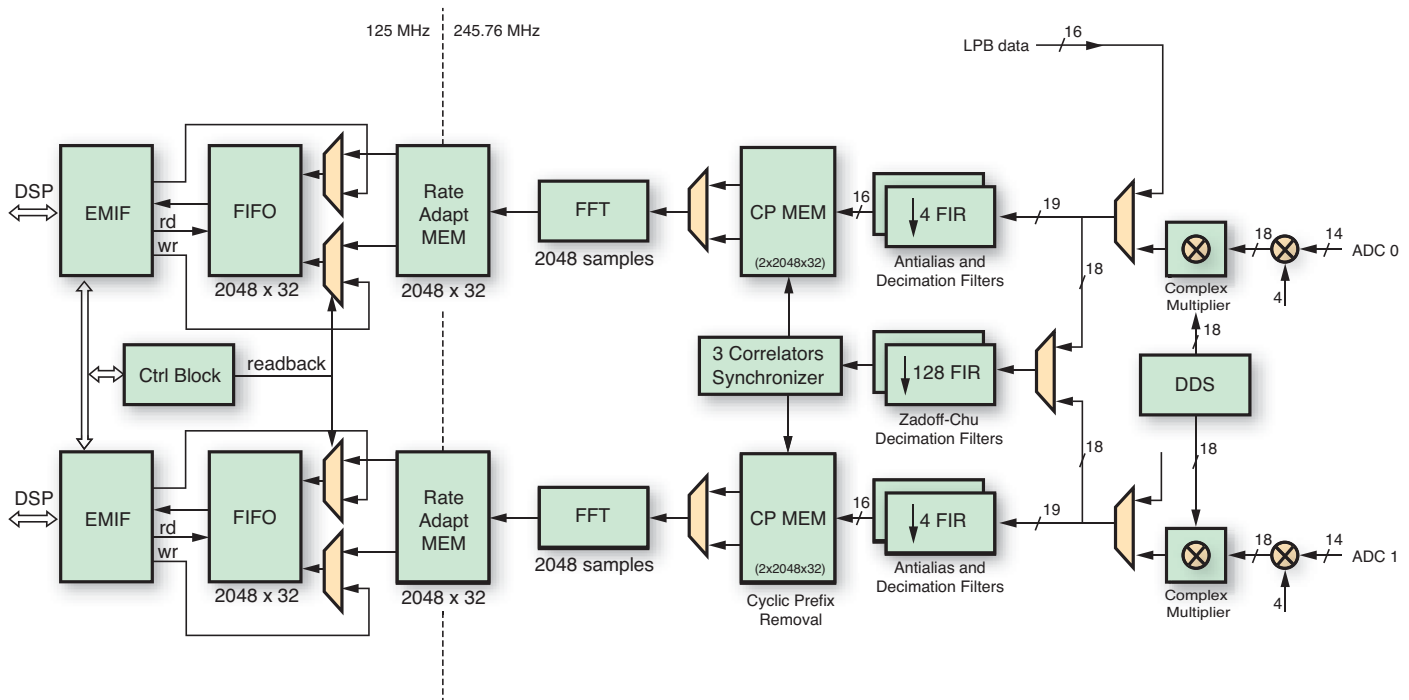 125 MHz 245.76 MHz
LPB data 16
DSP
EMIF
rd
wr
FIFO
2048 x 32
Rate
Adapt
MEM
2048 x 32
FFT
2048 samples
CP MEM
(2x2048x32)
16
4 FIR
Antialias and
Decimation Filters
19
18
Complex
Multiplier
18
14
ADC 0
4
18
Ctrl Block
readback
3 Correlators
Synchronizer
128 FIR
Zadoff-Chu
Decimation Filters
DDS
18
18
DSP
EMIF
rd
wr
FIFO
2048 x 32
Rate
Adapt
MEM
2048 x 32
FFT
2048 samples
CP MEM
(2x2048x32)
Cyclic Prefix
Removal
16
4 FIR
Antialias and
Decimation Filters
19
Complex
Multiplier
18
14
ADC 1
4